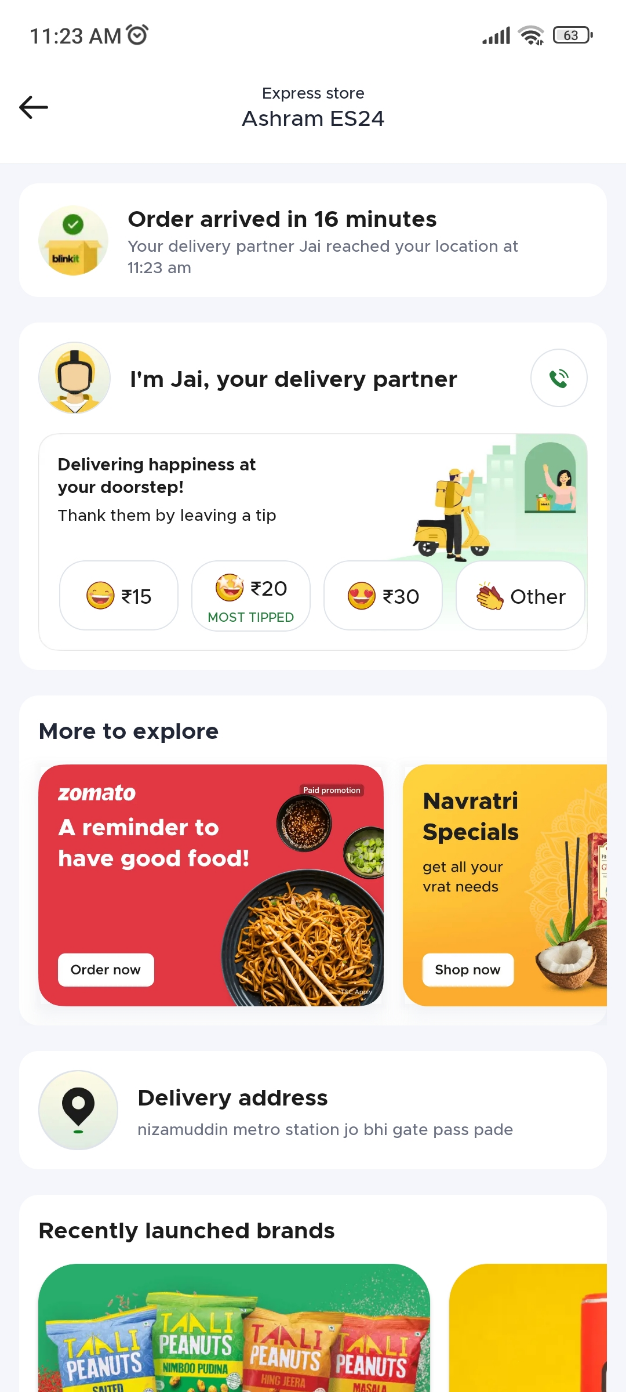 11:23 AM
63
Express store
Ashram ES24
Order arrived in 16 minutes
Your delivery partner Jai reached your location at
11:23 am
blinkit
I'm Jai, your delivery partner
Delivering happiness at
your doorstep!
Thank them by leaving a tip
₹15
₹20
MOST TIPPED
₹30
Other
More to explore
zomato
Paid promotion
A reminder to
have good food!
Order now
Navratri
Specials
get all your
vrat needs
Shop now
Delivery address
nizamuddin metro station jo bhi gate pass pade
Recently launched brands
TAALI
PEANUTS
SALTED
TAALI
PEANUTS
NIMBOO PUDINA
TAALI
PEANUTS
HING JEERA
TAALI
PEANUTS
MASALA